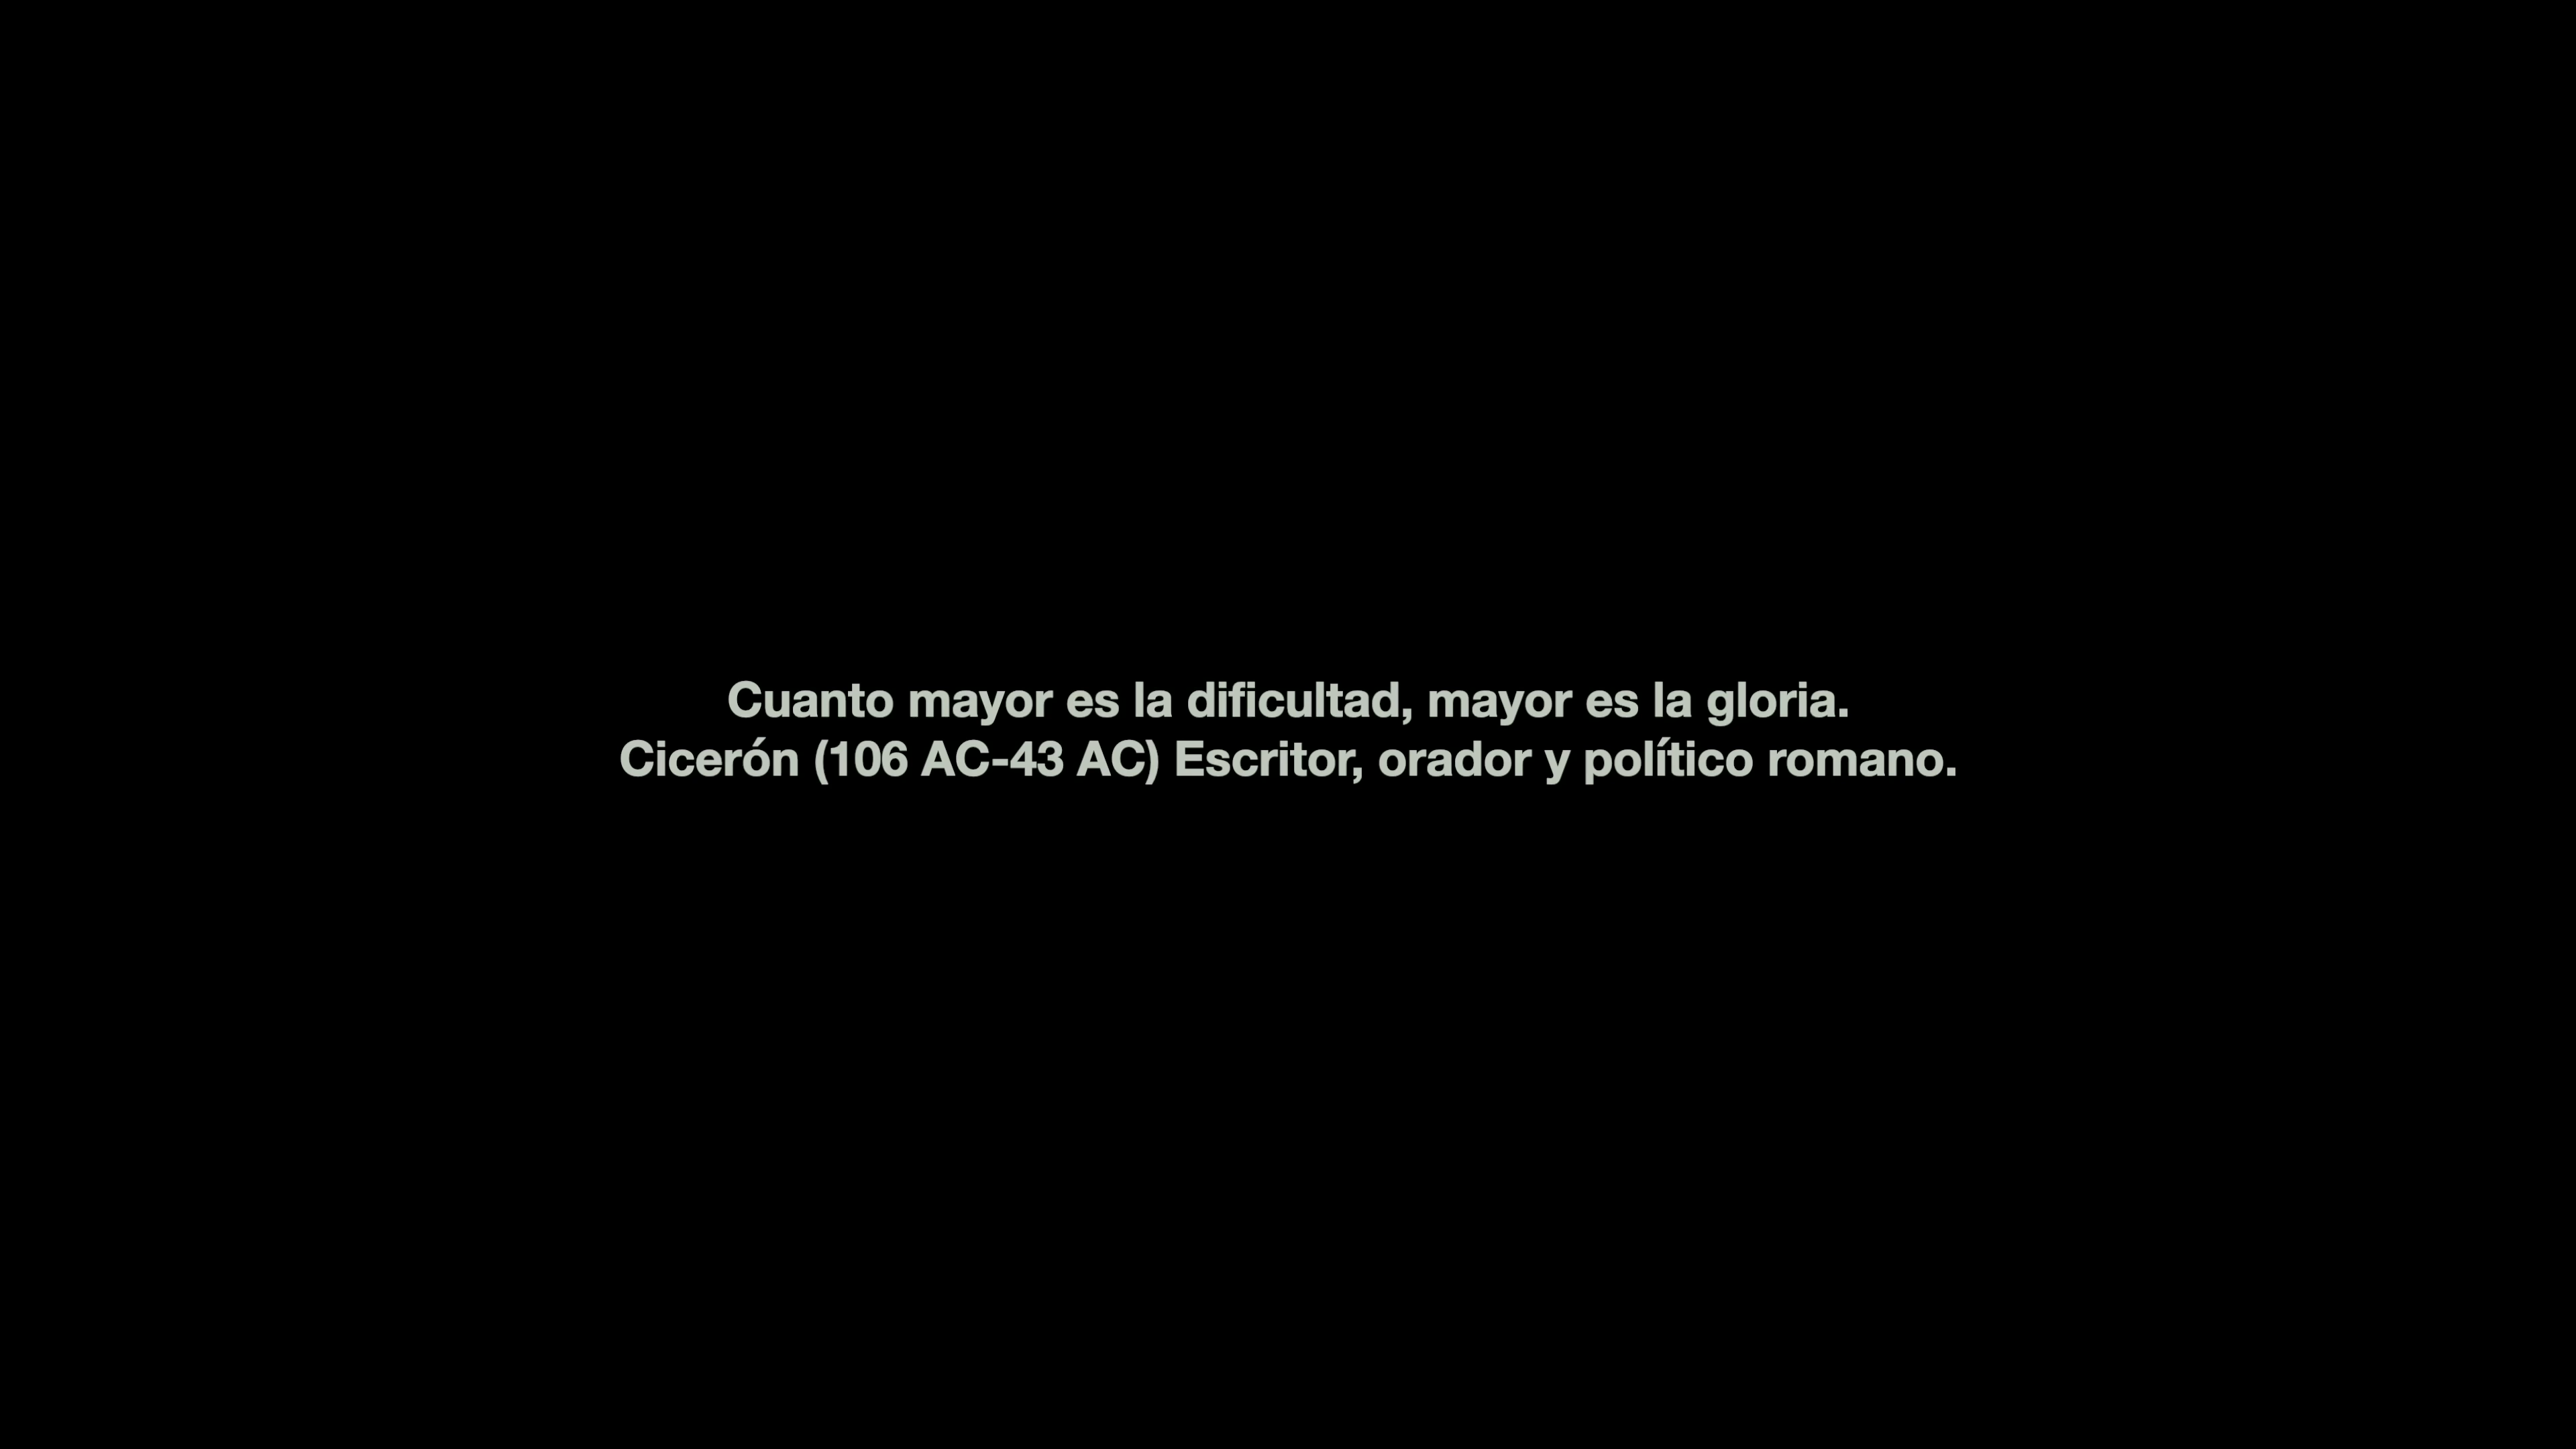 Cuanto mayor es la dificultad, mayor es la gloria.
Cicerón (106 AC-43 AC) Escritor, orador y político romano.